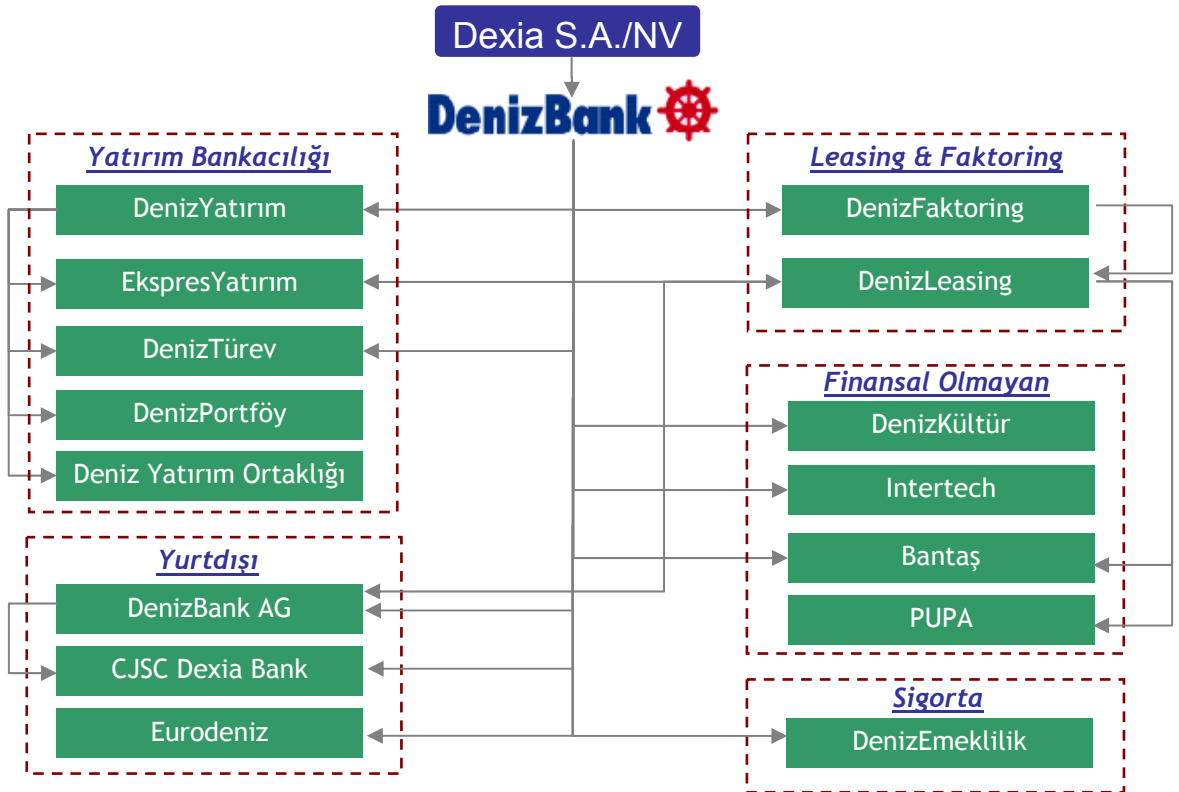 Dexia S.A./NV
DenizBank
Yatırım Bankacılığı
DenizYatırım
EkspresYatırım
DenizTürev
DenizPortföy
Deniz Yatırım Ortaklığı
Yurtdışı
DenizBank AG
CJSC Dexia Bank
Eurodeniz
Leasing & Faktoring
DenizFaktoring
DenizLeasing
Finansal Olmayan
DenizKültür
Intertech
Bantaş
PUPA
Sigorta
DenizEmeklilik